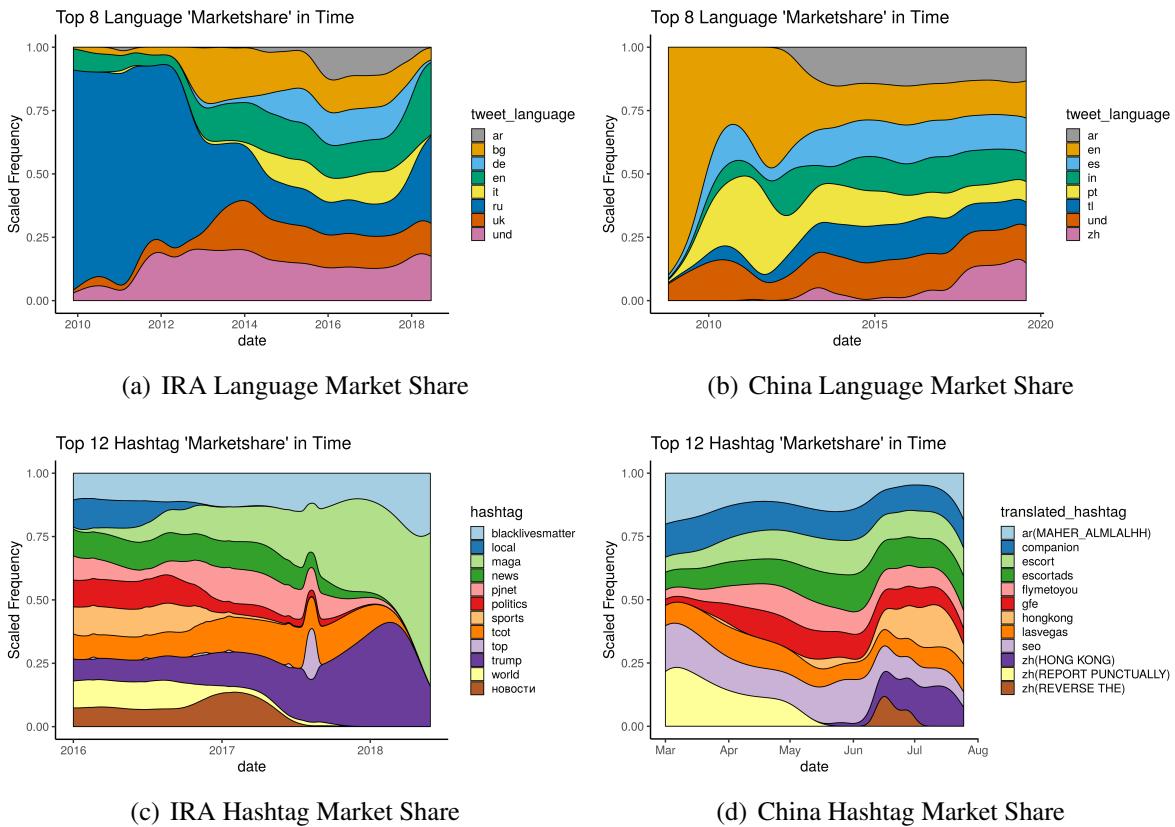 Top 8 Language 'Marketshare' in Time
1.00
0.75
0.50
0.25
0.00
Scaled Frequency
2010
2012
2014
2016
2018
date
tweet_language
ar
bg
de
en
it
ru
uk
und
(a) IRA Language Market Share
Top 8 Language 'Marketshare' in Time
1.00
0.75
0.50
0.25
0.00
Scaled Frequency
2010
2015
2020
date
tweet_language
ar
en
es
in
pt
tl
und
zh
(b) China Language Market Share
Top 12 Hashtag 'Marketshare' in Time
1.00
0.75
0.50
0.25
0.00
Scaled Frequency
2016
2017
2018
date
hashtag
blacklivesmatter
local
maga
news
pjnet
politics
sports
tcot
top
trump
world
новости
(c) IRA Hashtag Market Share
Top 12 Hashtag 'Marketshare' in Time
1.00
0.75
0.50
0.25
0.00
Scaled Frequency
Mar
Apr
May
Jun
Jul
Aug
date
translated_hashtag
ar(MAHER_ALMLALHH)
companion
escort
escortads
flymetoyou
gfe
hongkong
lasvegas
seo
zh(HONG KONG)
zh(REPORT PUNCTUALLY)
zh(REVERSE THE)
(d) China Hashtag Market Share